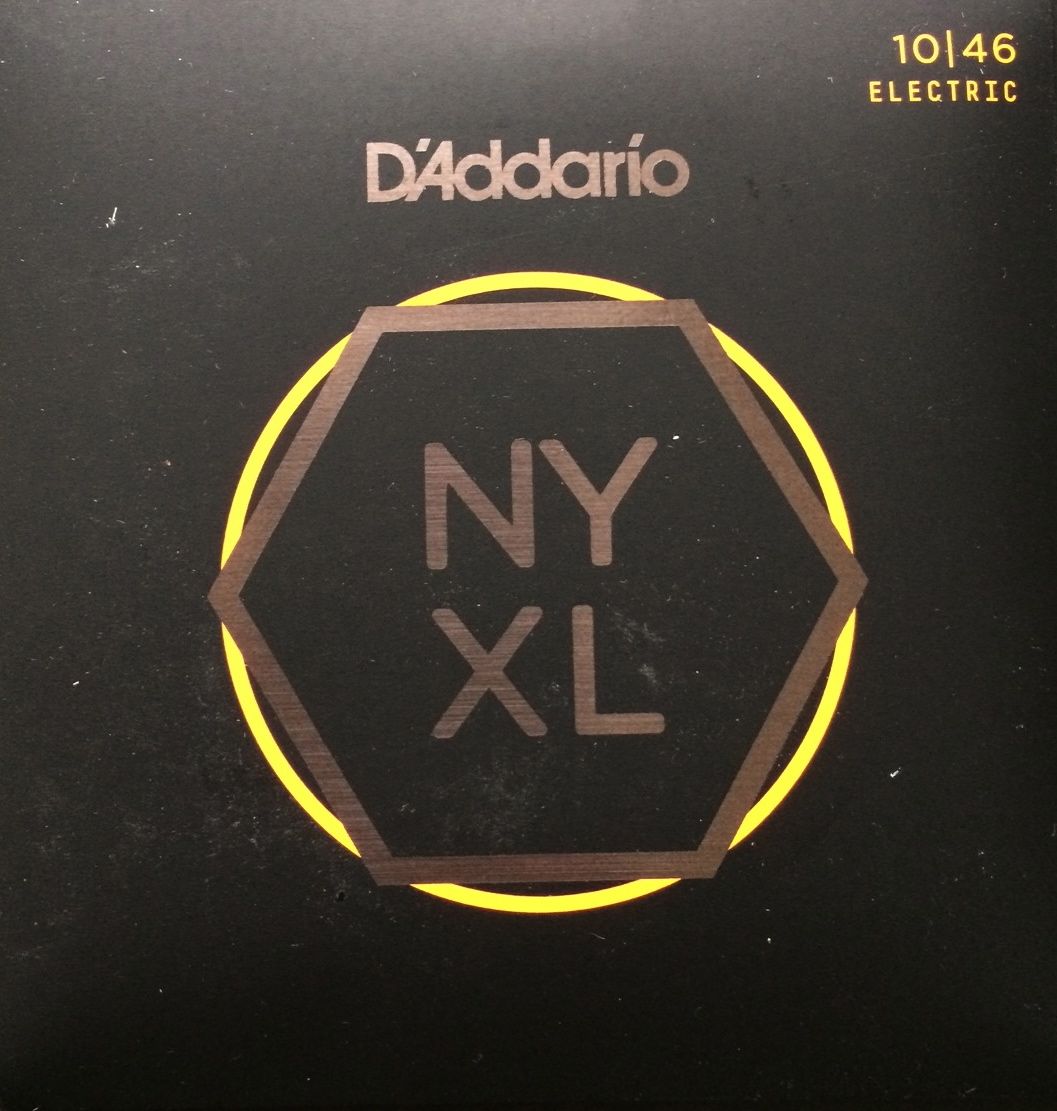 10|46
ELECTRIC
D'Addario
NY
XL